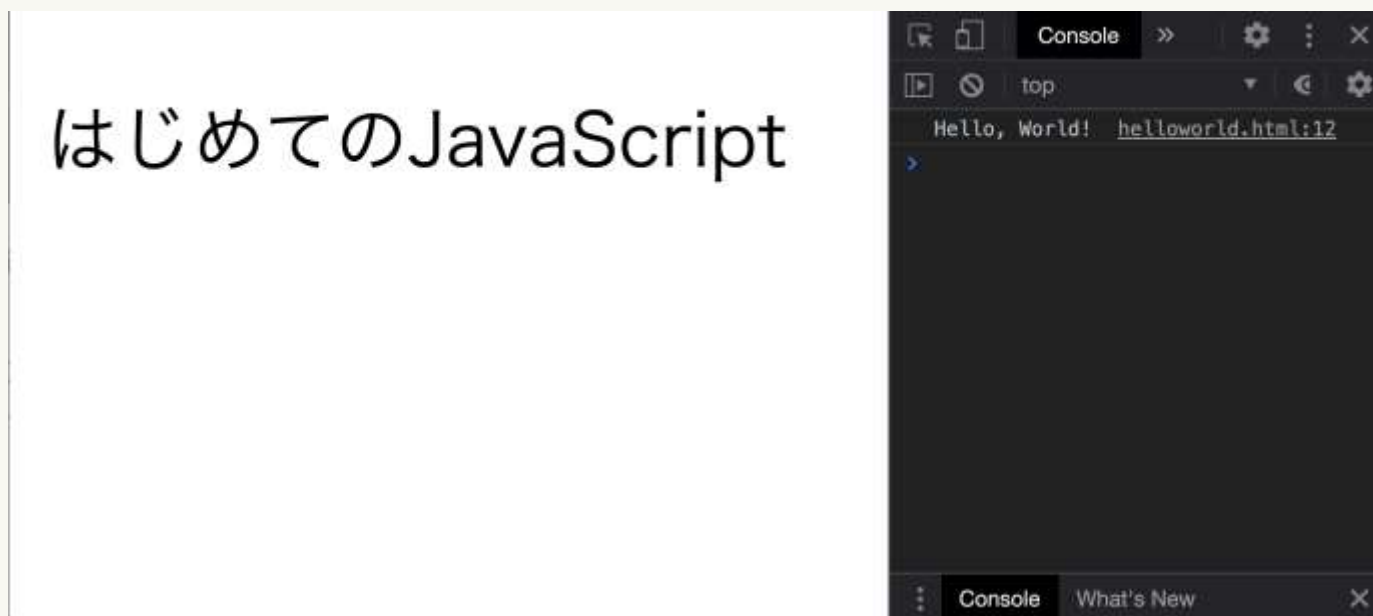 はじめてのJavaScript
Console »
top
Hello, World! helloworld.html:12
>
Console What's New